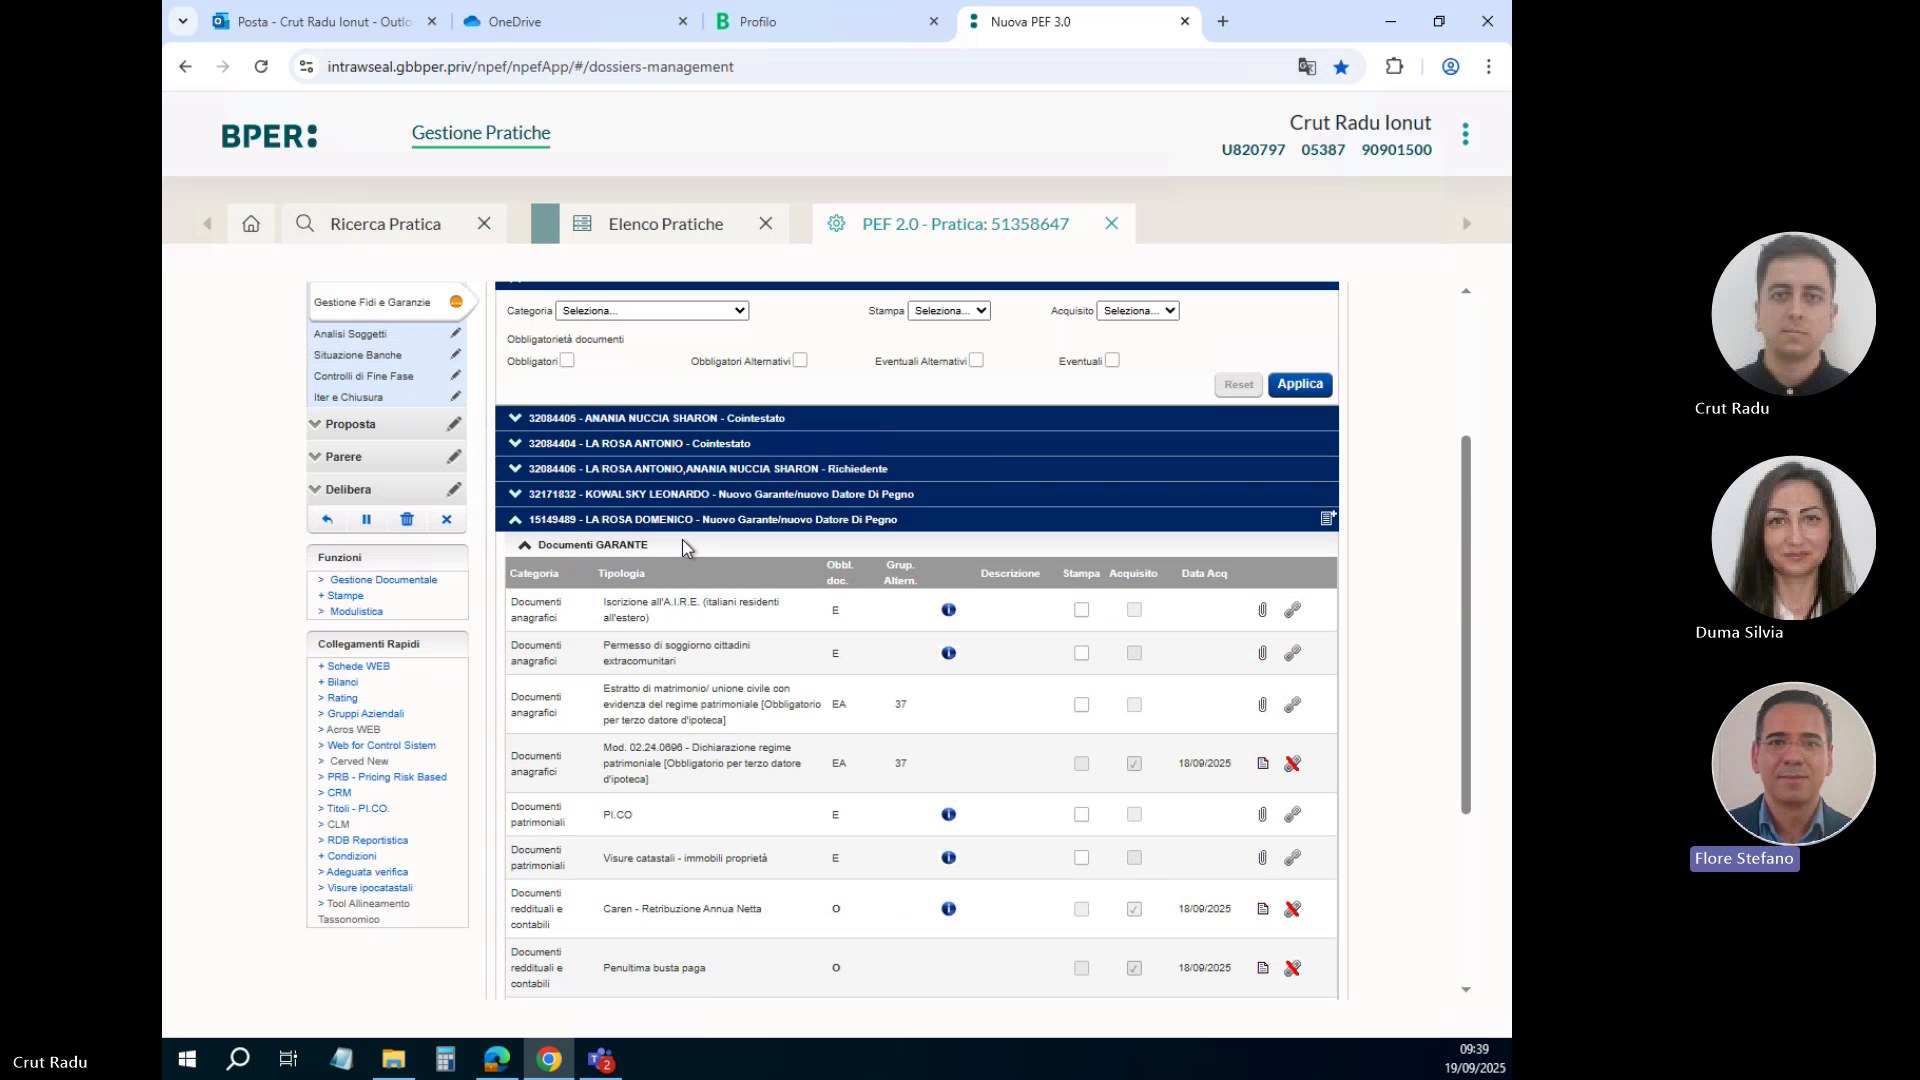 Posta - Crut Radu Ionut - Outlo
OneDrive
Profilo
Nuova PEF 3.0
intrawseal.gbbper.priv/npef/npefApp/#/dossiers-management
BPER:
Gestione Pratiche
Crut Radu Ionut
U820797 05387 90901500
Ricerca Pratica
Elenco Pratiche
PEF 2.0 - Pratica: 51358647
Gestione Fidi e Garanzie
Analisi Soggetti
Situazione Banche
Controlli di Fine Fase
Iter e Chiusura
Proposta
Parere
Delibera
Funzioni
> Gestione Documentale
+ Stampe
> Modulistica
Collegamenti Rapidi
+ Schede WEB
+ Bilanci
> Rating
> Gruppi Aziendali
> Acros WEB
> Web for Control Sistem
> Cerved New
> PRB - Pricing Risk Based
> CRM
> Titoli - PI.CO.
> CLM
> RDB Reportistica
+ Condizioni
> Adeguata verifica
> Visure ipocatastali
> Tool Allineamento
Tassonomico
Categoria Seleziona...
Stampa Seleziona...
Acquisito Seleziona...
Obbligatorietà documenti
Obbligatori
Obbligatori Alternativi
Eventuali Alternativi
Eventuali
Reset
Applica
32084405 - ANANIA NUCCIA SHARON - Cointestato
32084404 - LA ROSA ANTONIO - Cointestato
32084406 - LA ROSA ANTONIO,ANANIA NUCCIA SHARON - Richiedente
32171832 - KOWALSKY LEONARDO - Nuovo Garante/nuovo Datore Di Pegno
15149489 - LA ROSA DOMENICO - Nuovo Garante/nuovo Datore Di Pegno
Documenti GARANTE
Categoria Tipologia Obbl. doc. Grup. Altern. Descrizione Stampa Acquisito Data Acq
Documenti anagrafici Iscrizione all'A.I.R.E. (italiani residenti all'estero) E
Documenti anagrafici Permesso di soggiorno cittadini extracomunitari E
Documenti anagrafici Estratto di matrimonio/ unione civile con evidenza del regime patrimoniale [Obbligatorio per terzo datore d'ipoteca] EA 37
Documenti anagrafici Mod. 02.24.0696 - Dichiarazione regime patrimoniale [Obbligatorio per terzo datore d'ipoteca] EA 37 18/09/2025
Documenti patrimoniali PI.CO E
Documenti patrimoniali Visure catastali - immobili proprietà E
Documenti reddituali e contabili Caren - Retribuzione Annua Netta O 18/09/2025
Documenti reddituali e contabili Penultima busta paga O 18/09/2025
Crut Radu
Duma Silvia
Flore Stefano
Crut Radu
2
09:39
19/09/2025